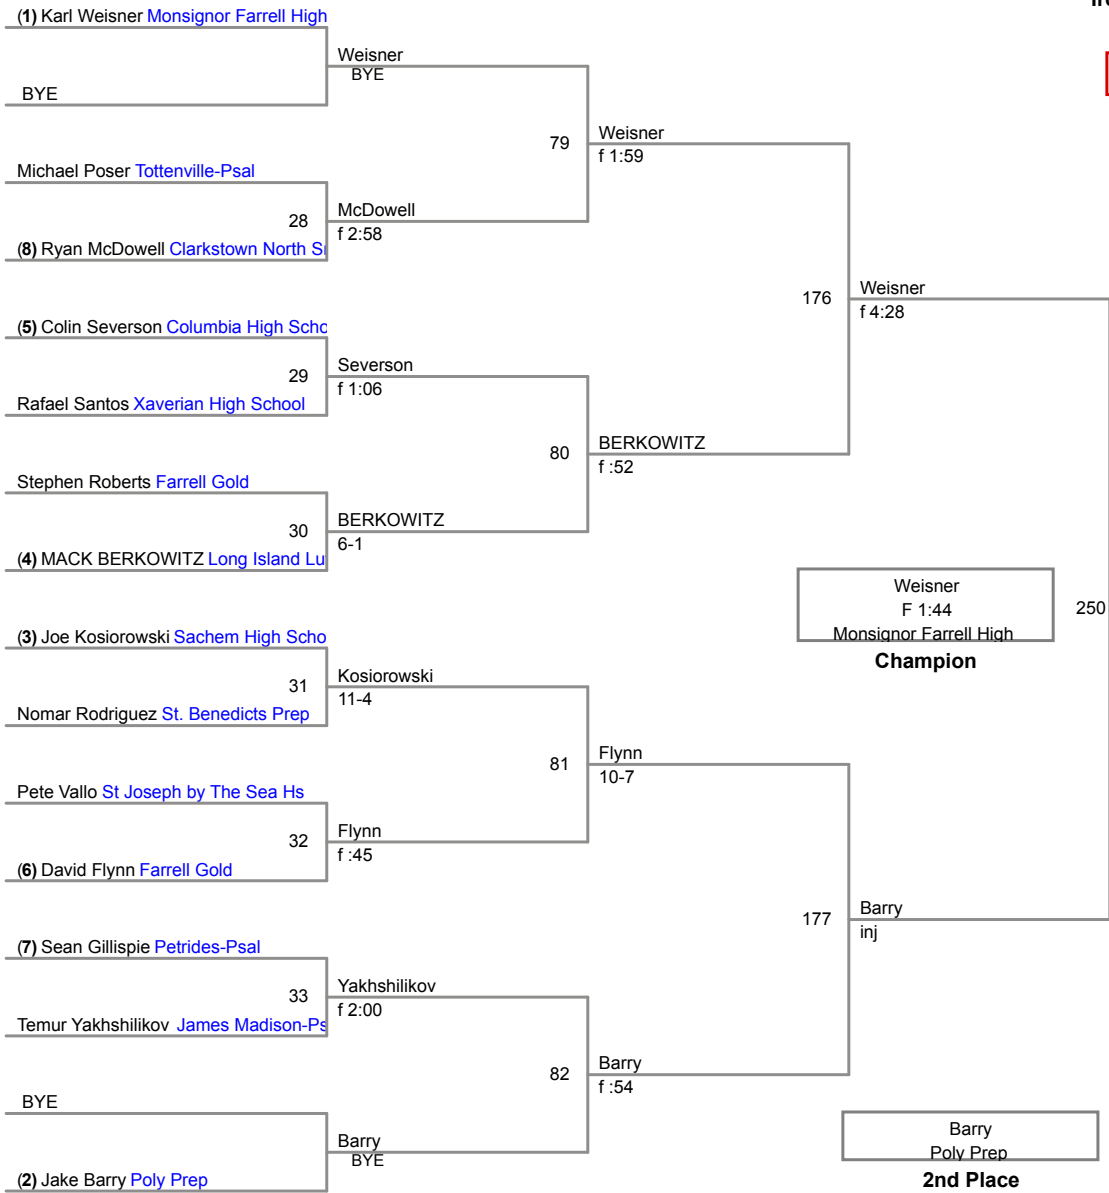 (1) Karl Weisner Monsignor Farrell High
Weisner
BYE
BYE
79
Weisner
f 1:59
Michael Poser Tottenville-Psal
28
McDowell
f 2:58
(8) Ryan McDowell Clarkstown North
176
Weisner
f 4:28
(5) Colin Severson Columbia High Scho
29
Severson
f 1:06
Rafael Santos Xaverian High School
80
BERKOWITZ
f :52
Stephen Roberts Farrell Gold
30
BERKOWITZ
6-1
(4) MACK BERKOWITZ Long Island Lu
Weisner
F 1:44
Monsignor Farrell High
Champion
250
(3) Joe Kosiorowski Sachem High Scho
31
Kosiorowski
11-4
Nomar Rodriguez St. Benedicts Prep
81
Flynn
10-7
Pete Vallo St Joseph by The Sea Hs
32
Flynn
f :45
(6) David Flynn Farrell Gold
177
Barry
inj
(7) Sean Gillispie Petrides-Psal
33
Yakhshilikov
f 2:00
Temur Yakhshilikov James Madison-Ps
82
Barry
f :54
BYE
Barry
BYE
(2) Jake Barry Poly Prep
Barry
Poly Prep
2nd Place